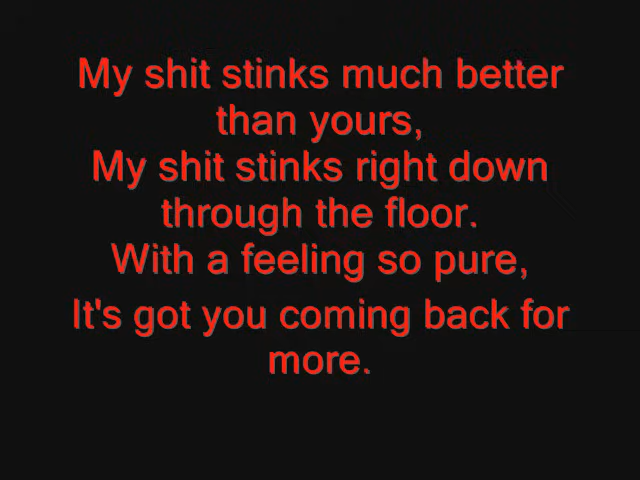 My shit stinks much better
than yours,
My shit stinks right down
through the floor.
With a feeling so pure,
It's got you coming back for
more.